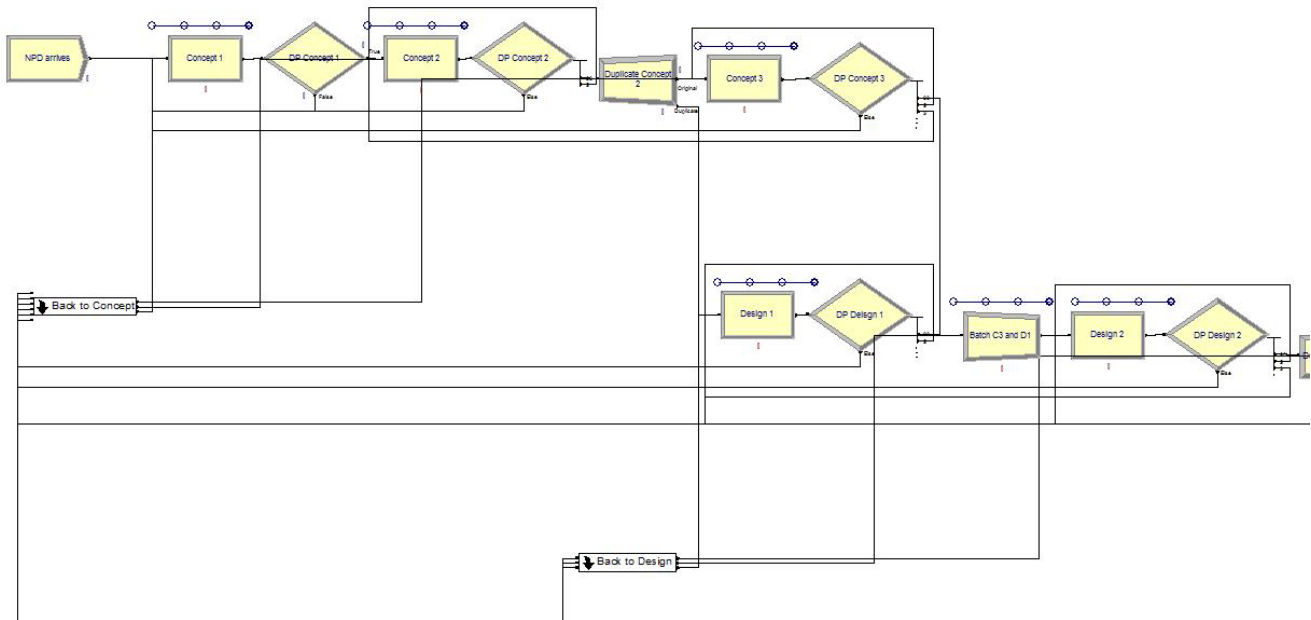 NPD arrives
Concept 1
DP Concept 1
True
False
Concept 2
DP Concept 2
Else
Duplicate Concept
2
Original
Duplicate
Concept 3
DP Concept 3
Else
Back to Concept
Design 1
DP Deisgn 1
Else
Batch C3 and D1
Design 2
DP Design 2
Else
Back to Design